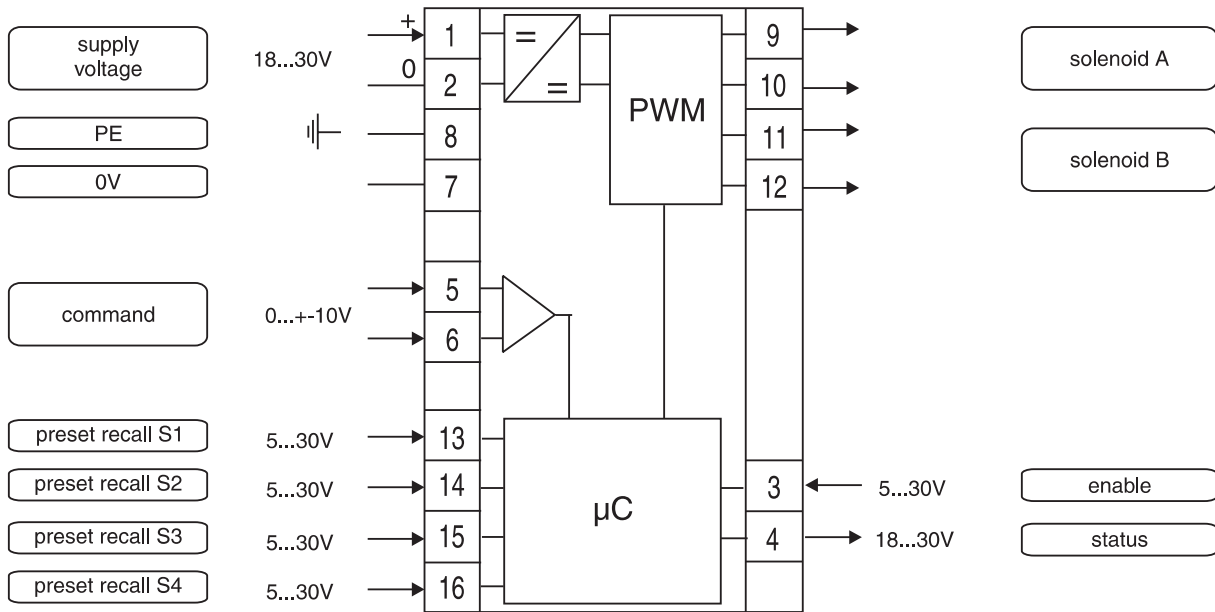 supply
voltage
18...30V
+
0
1
2
=
=
PWM
9
10
solenoid A
PE
8
11
solenoid B
0V
7
12
command
0...+-10V
5
6
preset recall S1
5...30V
13
preset recall S2
5...30V
14
µC
3
5...30V
enable
preset recall S3
5...30V
15
4
18...30V
status
preset recall S4
5...30V
16